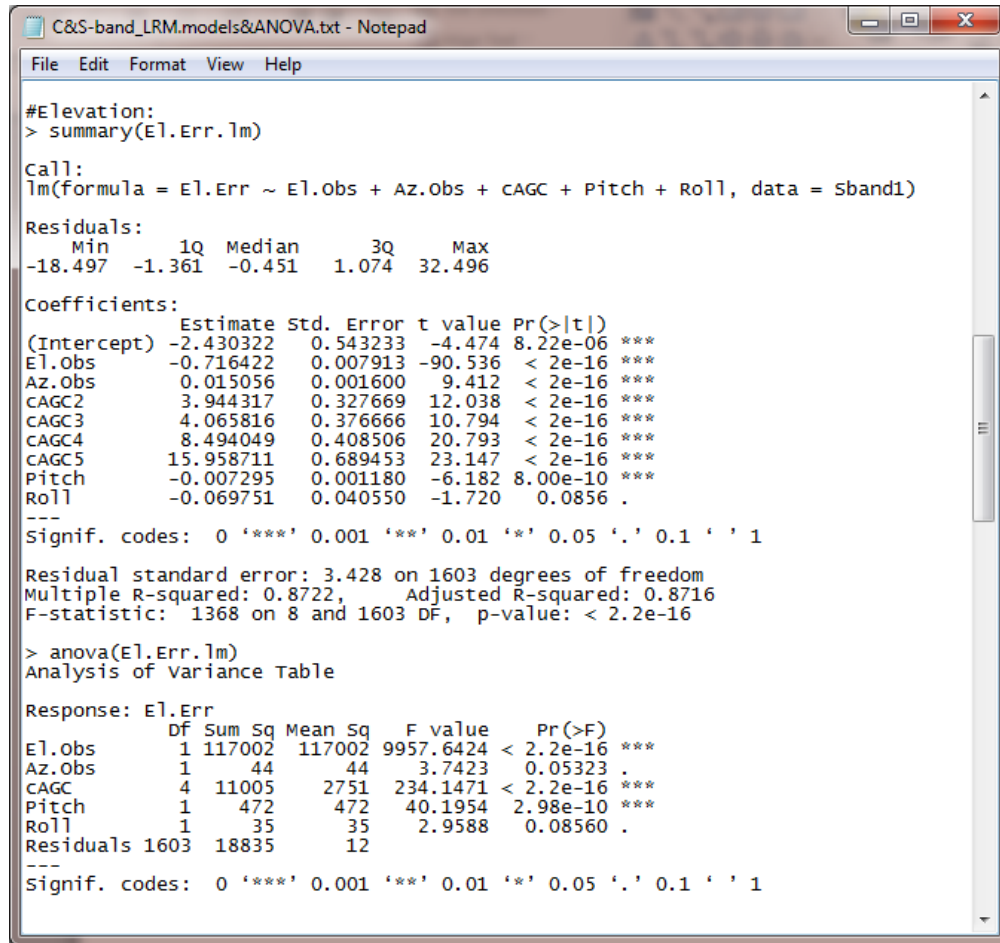 C&S-band_LRM.models&ANOVA.txt - Notepad
File Edit Format View Help
#Elevation:
> summary(El.Err.lm)
Call:
lm(formula = El.Err ~ El.Obs + Az.Obs + cAGC + Pitch + Roll, data = Sband1)
Residuals:
    Min      1Q  Median      3Q     Max
-18.497  -1.361  -0.451   1.074  32.496
Coefficients:
             Estimate Std. Error t value Pr(>|t|)
(Intercept) -2.430322   0.543233  -4.474 8.22e-06 ***
El.Obs      -0.716422   0.007913 -90.536  < 2e-16 ***
Az.Obs       0.015056   0.001600   9.412  < 2e-16 ***
cAGC2        3.944317   0.327669  12.038  < 2e-16 ***
cAGC3        4.065816   0.376666  10.794  < 2e-16 ***
cAGC4        8.494049   0.408506  20.793  < 2e-16 ***
cAGC5       15.958711   0.689453  23.147  < 2e-16 ***
Pitch       -0.007295   0.001180  -6.182 8.00e-10 ***
Roll        -0.069751   0.040550  -1.720   0.0856 .
---
Signif. codes:  0 ‘***’ 0.001 ‘**’ 0.01 ‘*’ 0.05 ‘.’ 0.1 ‘ ’ 1
Residual standard error: 3.428 on 1603 degrees of freedom
Multiple R-squared: 0.8722,     Adjusted R-squared: 0.8716
F-statistic:  1368 on 8 and 1603 DF,  p-value: < 2.2e-16
> anova(El.Err.lm)
Analysis of Variance Table
Response: El.Err
            Df Sum Sq Mean Sq   F value    Pr(>F)
El.Obs       1 117002  117002 9957.6424 < 2.2e-16 ***
Az.Obs       1     44      44    3.7423   0.05323 .
cAGC         4  11005    2751  234.1471 < 2.2e-16 ***
Pitch        1    472     472   40.1954  2.98e-10 ***
Roll         1     35      35    2.9588   0.08560 .
Residuals 1603  18835      12
---
Signif. codes:  0 ‘***’ 0.001 ‘**’ 0.01 ‘*’ 0.05 ‘.’ 0.1 ‘ ’ 1